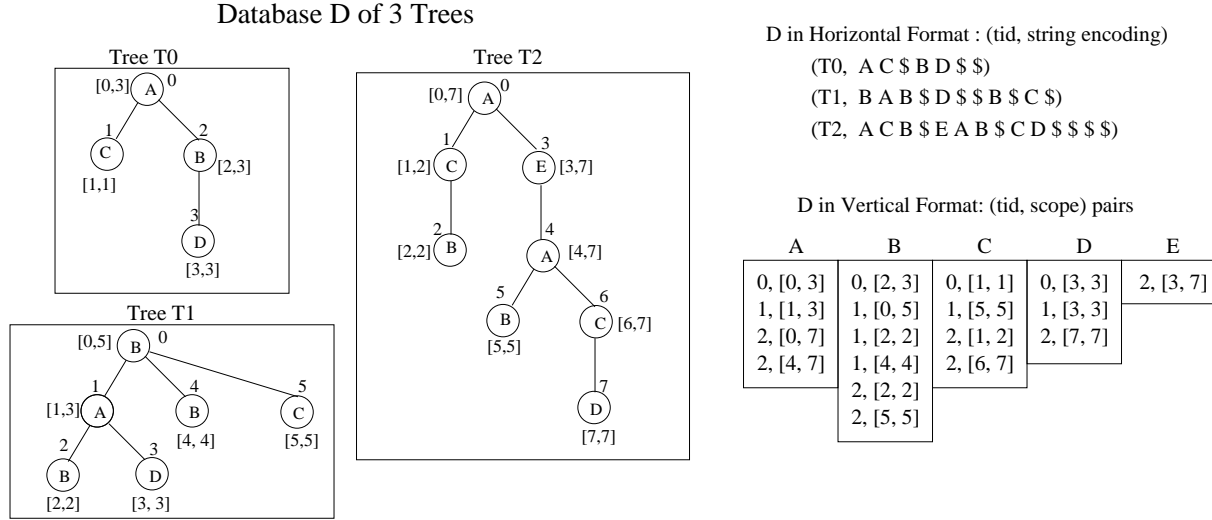 Database D of 3 Trees
Tree T0
[0,3] A 0
1 2
C B [2,3]
[1,1]
3
D
[3,3]
Tree T1
[0,5] B 0
1 4 5
[1,3] A B C
[4, 4] [5,5]
2 3
B D
[2,2] [3, 3]
Tree T2
[0,7] A 0
1 3
[1,2] C E [3,7]
2 4
[2,2] B A [4,7]
5 6
B C [6,7]
[5,5]
7
D
[7,7]
D in Horizontal Format : (tid, string encoding)
(T0, A C $ B D $ $)
(T1, B A B $ D $ $ B $ C $)
(T2, A C B $ E A B $ C D $ $ $ $)
D in Vertical Format: (tid, scope) pairs
A B C D E
0, [0, 3] 0, [2, 3] 0, [1, 1] 0, [3, 3] 2, [3, 7]
1, [1, 3] 1, [0, 5] 1, [5, 5] 1, [3, 3]
2, [0, 7] 1, [2, 2] 2, [1, 2] 2, [7, 7]
2, [4, 7] 1, [4, 4] 2, [6, 7]
2, [2, 2]
2, [5, 5]